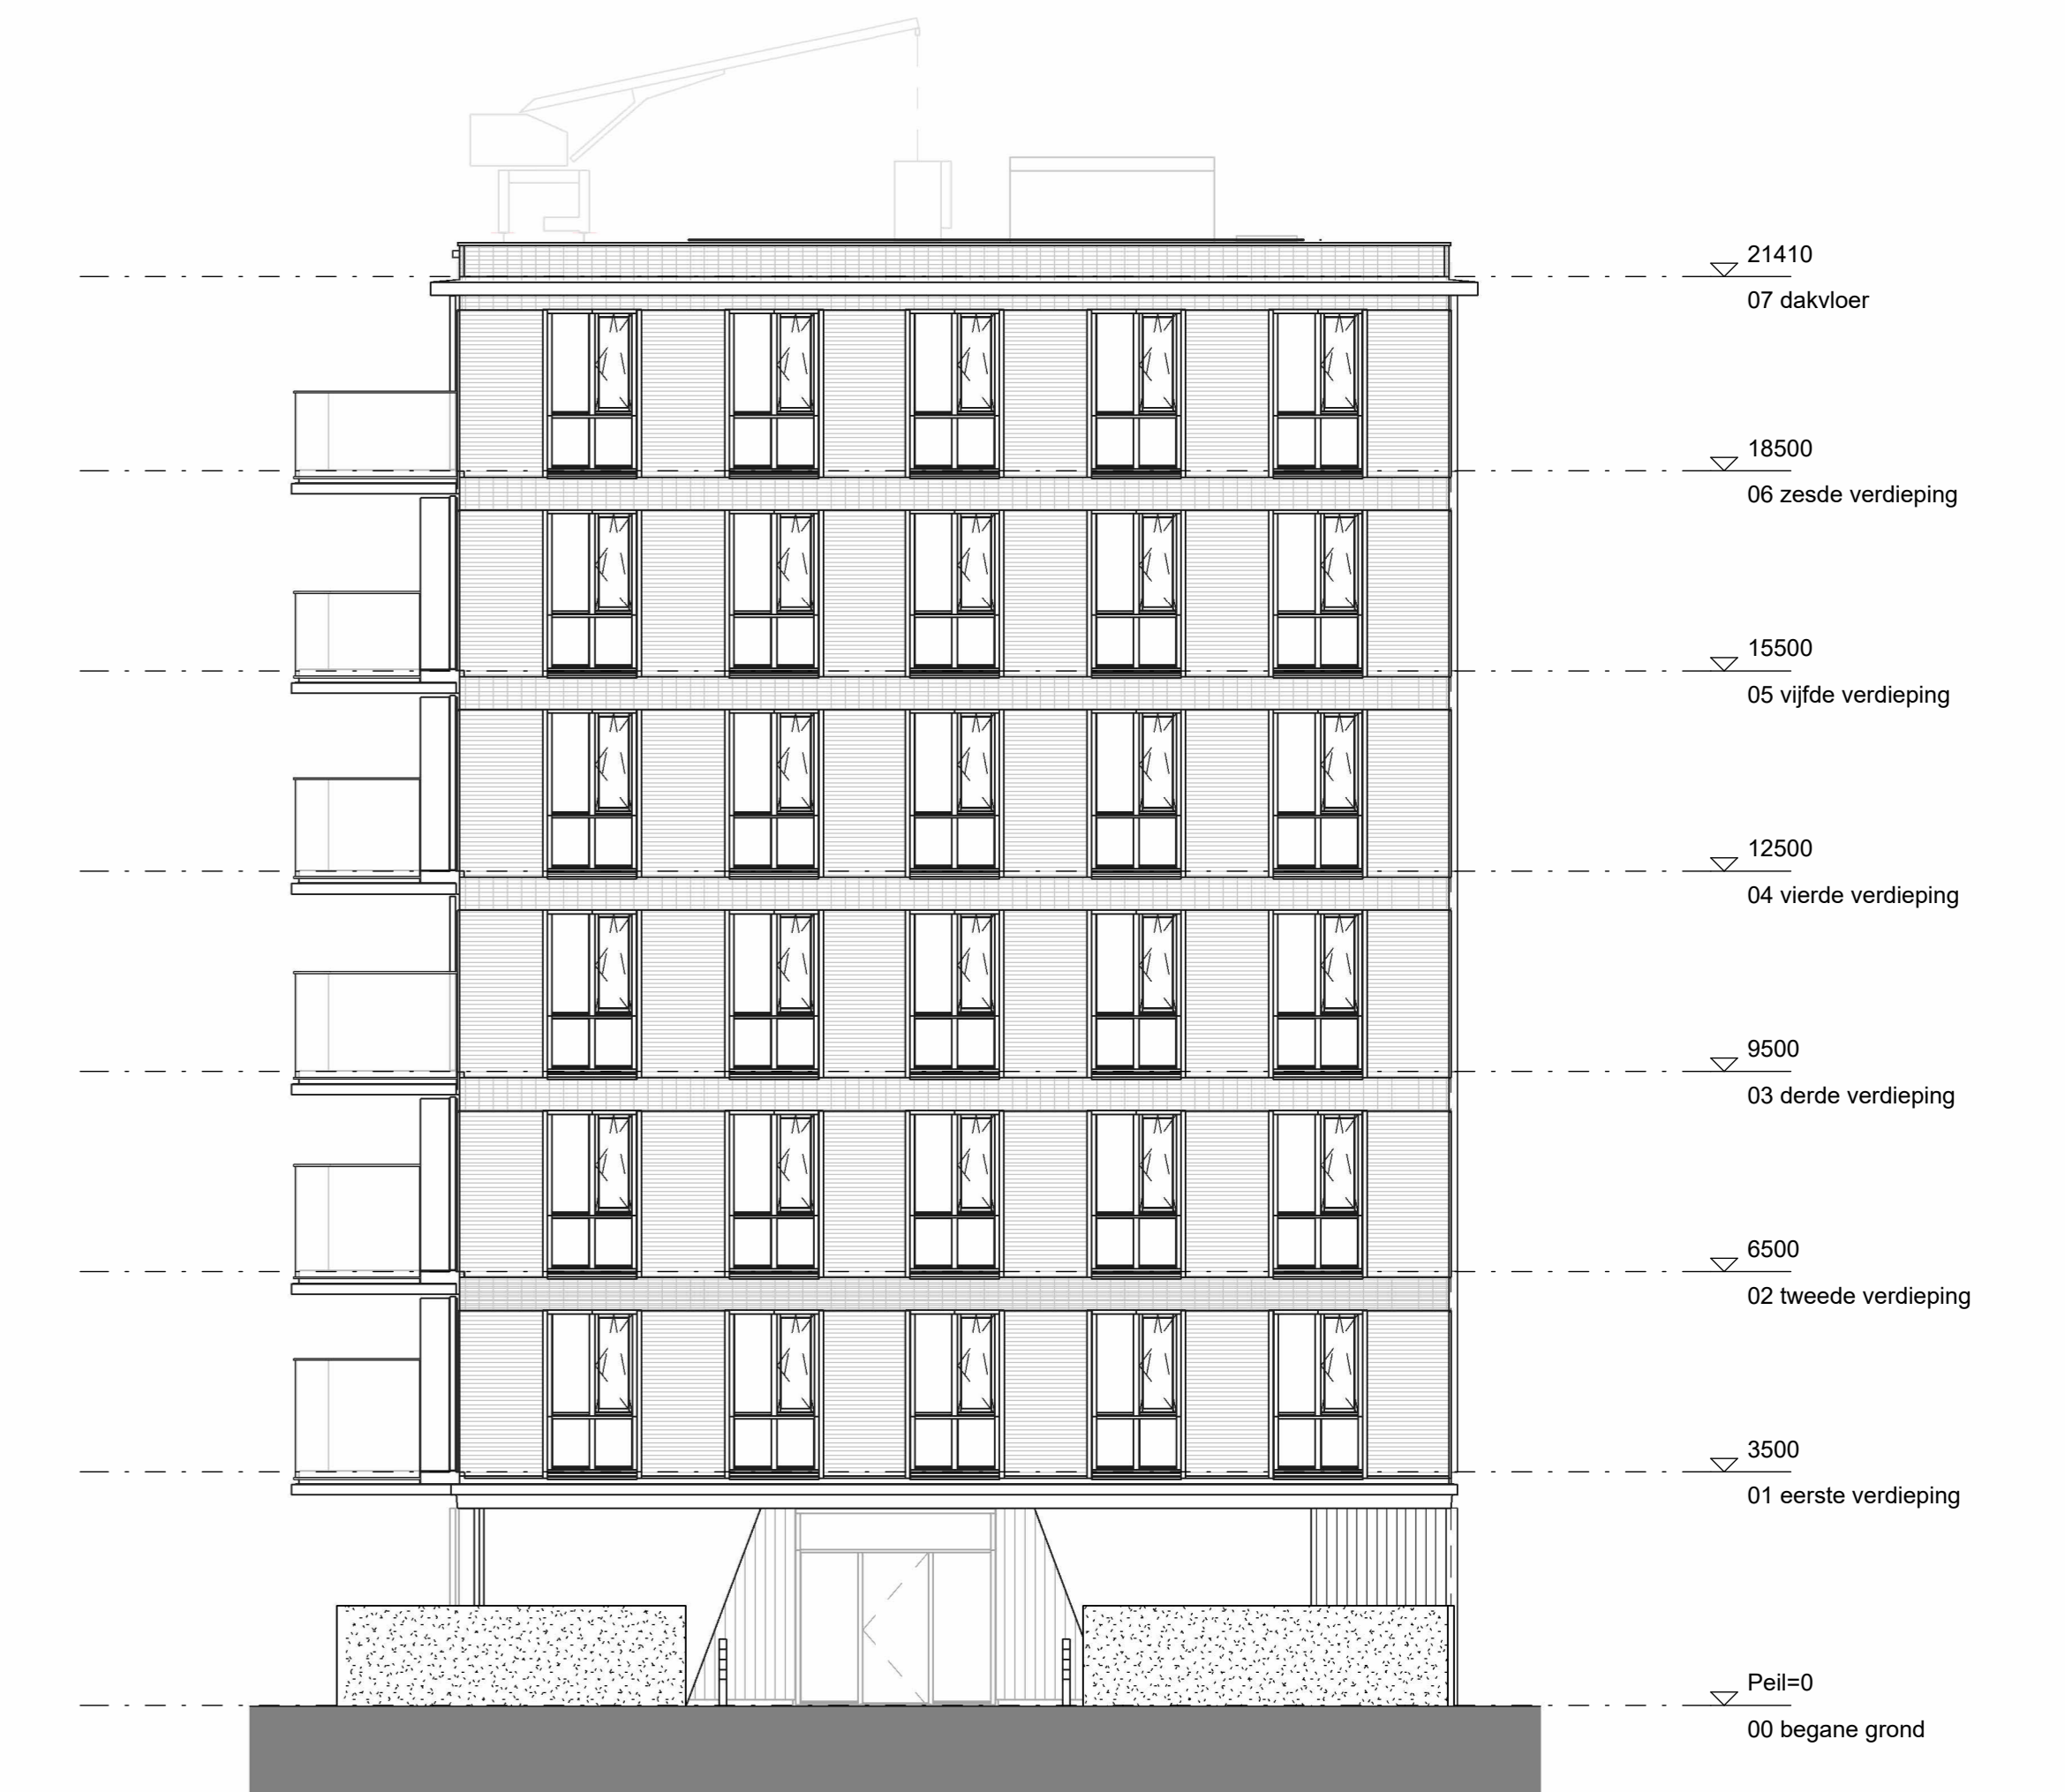 21410
07 dakvloer
18500
06 zesde verdieping
15500
05 vijfde verdieping
12500
04 vierde verdieping
9500
03 derde verdieping
6500
02 tweede verdieping
3500
01 eerste verdieping
Peil=0
00 begane grond